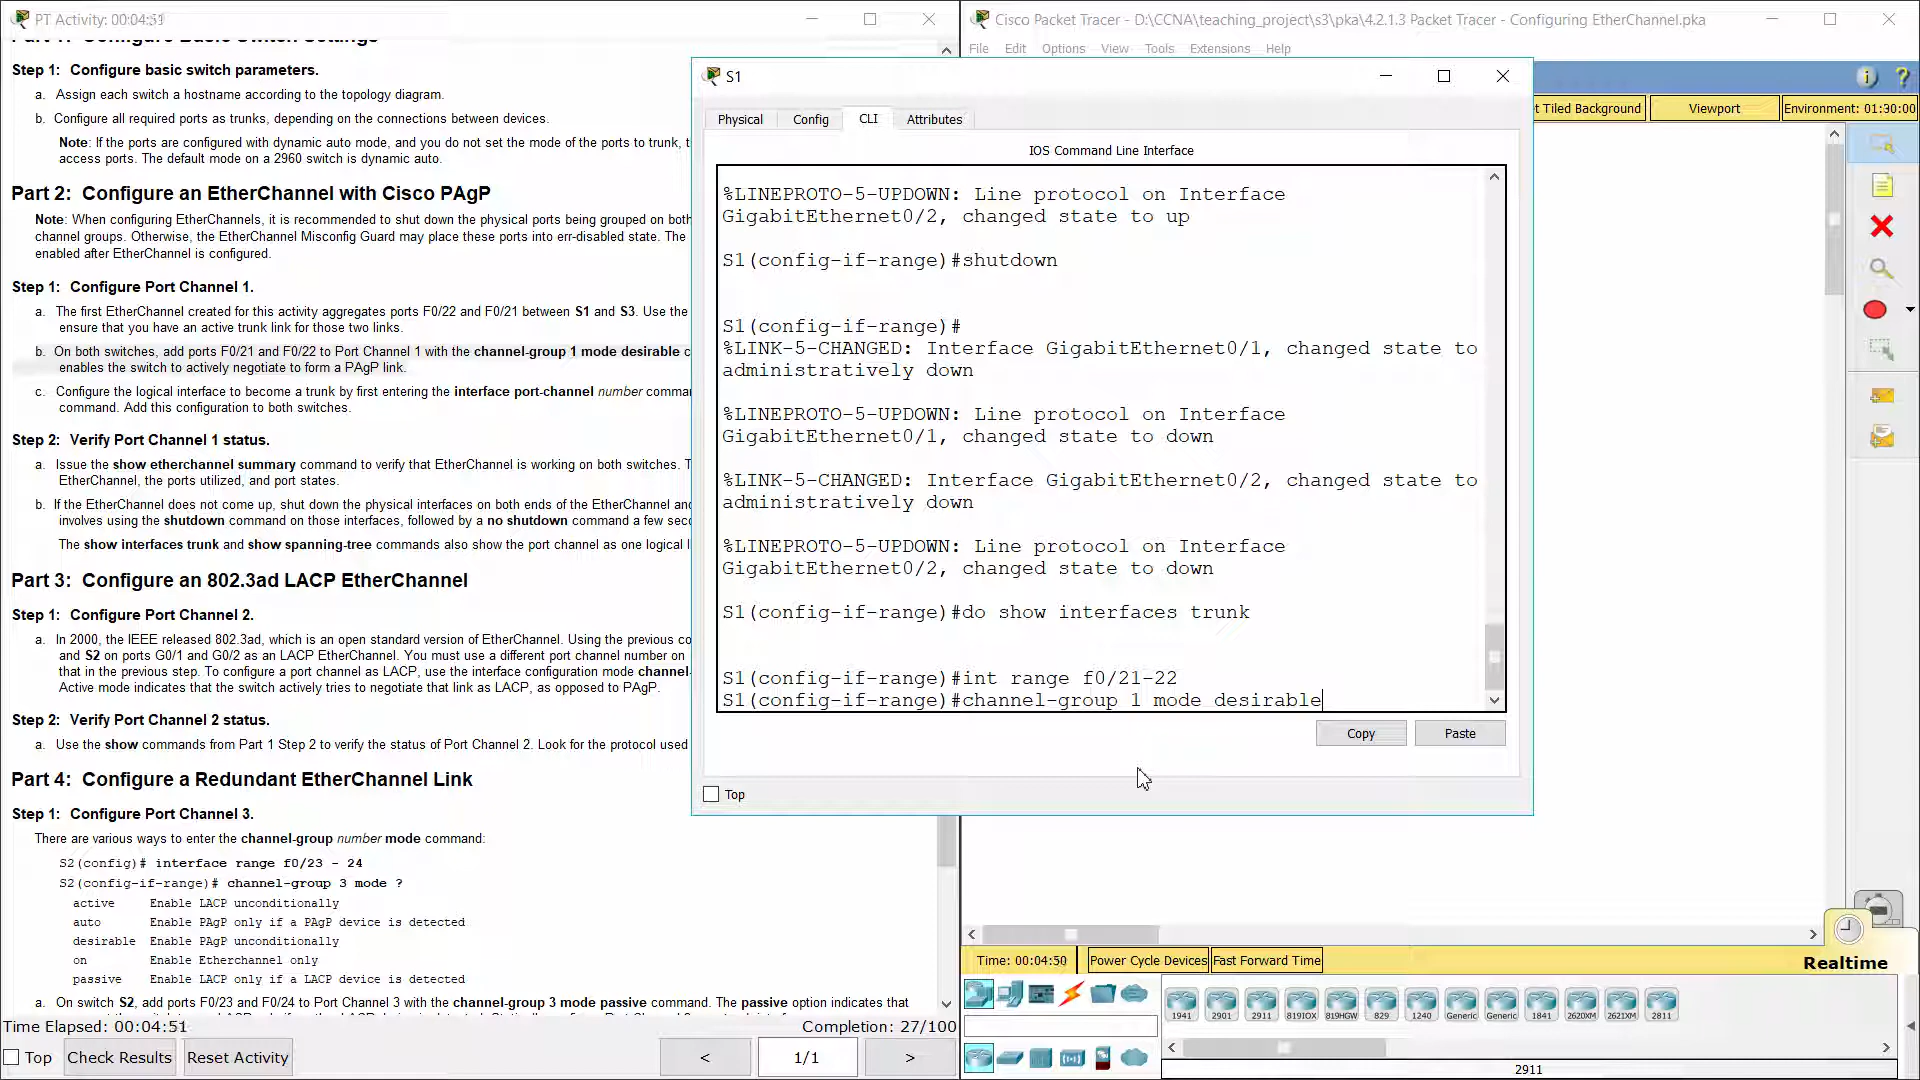 PT Activity: 00:04:51
Step 1: Configure basic switch parameters.
a. Assign each switch a hostname according to the topology diagram.
b. Configure all required ports as trunks, depending on the connections between devices.
Note: If the ports are configured with dynamic auto mode, and you do not set the mode of the ports to trunk, t
access ports. The default mode on a 2960 switch is dynamic auto.
Part 2: Configure an EtherChannel with Cisco PAgP
Note: When configuring EtherChannels, it is recommended to shut down the physical ports being grouped on both
channel groups. Otherwise, the EtherChannel Misconfig Guard may place these ports into err-disabled state. The
enabled after EtherChannel is configured.
Step 1: Configure Port Channel 1.
a. The first EtherChannel created for this activity aggregates ports F0/22 and F0/21 between S1 and S3. Use the
ensure that you have an active trunk link for those two links.
b. On both switches, add ports F0/21 and F0/22 to Port Channel 1 with the channel-group 1 mode desirable c
enables the switch to actively negotiate to form a PAgP link.
c. Configure the logical interface to become a trunk by first entering the interface port-channel number comma
command. Add this configuration to both switches.
Step 2: Verify Port Channel 1 status.
a. Issue the show etherchannel summary command to verify that EtherChannel is working on both switches. T
EtherChannel, the ports utilized, and port states.
b. If the EtherChannel does not come up, shut down the physical interfaces on both ends of the EtherChannel and
involves using the shutdown command on those interfaces, followed by a no shutdown command a few seco
The show interfaces trunk and show spanning-tree commands also show the port channel as one logical l
Part 3: Configure an 802.3ad LACP EtherChannel
Step 1: Configure Port Channel 2.
a. In 2000, the IEEE released 802.3ad, which is an open standard version of EtherChannel. Using the previous co
and S2 on ports G0/1 and G0/2 as an LACP EtherChannel. You must use a different port channel number on
that in the previous step. To configure a port channel as LACP, use the interface configuration mode channel-
Active mode indicates that the switch actively tries to negotiate that link as LACP, as opposed to PAgP.
Step 2: Verify Port Channel 2 status.
a. Use the show commands from Part 1 Step 2 to verify the status of Port Channel 2. Look for the protocol used
Part 4: Configure a Redundant EtherChannel Link
Step 1: Configure Port Channel 3.
There are various ways to enter the channel-group number mode command:
S2(config)# interface range f0/23 - 24
S2(config-if-range)# channel-group 3 mode ?
active Enable LACP unconditionally
auto Enable PAgP only if a PAgP device is detected
desirable Enable PAgP unconditionally
on Enable Etherchannel only
passive Enable LACP only if a LACP device is detected
a. On switch S2, add ports F0/23 and F0/24 to Port Channel 3 with the channel-group 3 mode passive command. The passive option indicates that
Time Elapsed: 00:04:51
Completion: 27/100
Top
Check Results
Reset Activity
<
1/1
>
Cisco Packet Tracer - D:\CCNA\teaching_project\s3\pka\4.2.1.3 Packet Tracer - Configuring EtherChannel.pka
File Edit Options View Tools Extensions Help
t Tiled Background
Viewport
Environment: 01:30:00
S1
Physical Config CLI Attributes
IOS Command Line Interface
%LINEPROTO-5-UPDOWN: Line protocol on Interface
GigabitEthernet0/2, changed state to up
S1(config-if-range)#shutdown
S1(config-if-range)#
%LINK-5-CHANGED: Interface GigabitEthernet0/1, changed state to
administratively down
%LINEPROTO-5-UPDOWN: Line protocol on Interface
GigabitEthernet0/1, changed state to down
%LINK-5-CHANGED: Interface GigabitEthernet0/2, changed state to
administratively down
%LINEPROTO-5-UPDOWN: Line protocol on Interface
GigabitEthernet0/2, changed state to down
S1(config-if-range)#do show interfaces trunk
S1(config-if-range)#int range f0/21-22
S1(config-if-range)#channel-group 1 mode desirable
Copy
Paste
Top
Time: 00:04:50
Power Cycle Devices
Fast Forward Time
Realtime
1941 2901 2911 819IOX 819HGW 829 1240 Generic Generic 1841 2620XM 2621XM 2811
2911